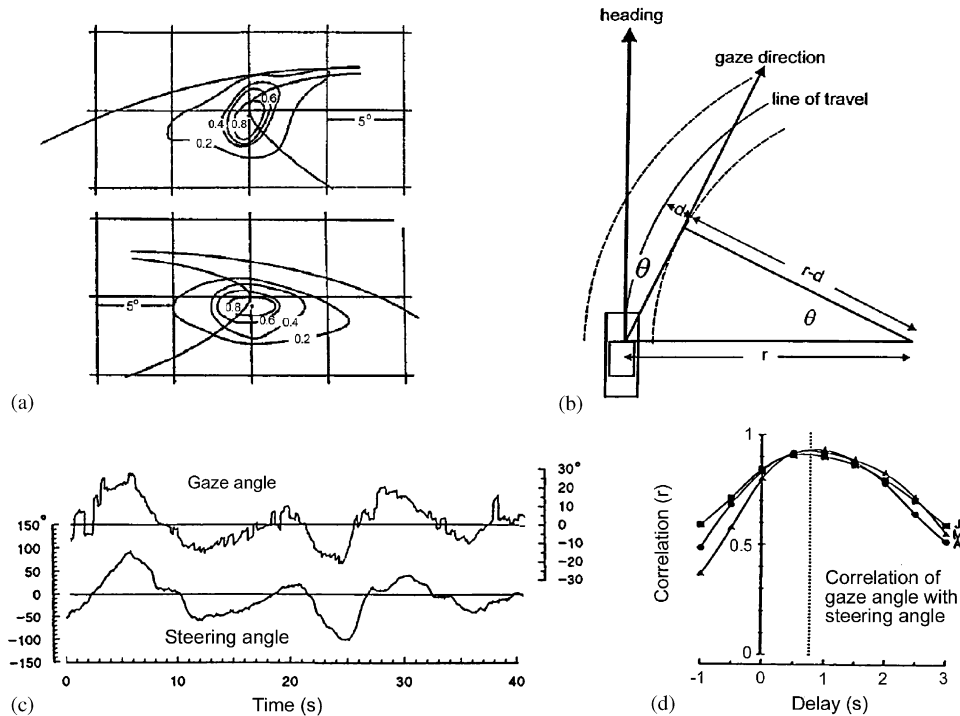 0.6
0.4
0.8
0.2
5°
5°
0.8
0.6
0.4
0.2
(a)
heading
gaze direction
line of travel
d
θ
r-d
θ
r
(b)
Gaze angle
30°
20
10
0
-10
-20
-30
150°
100
50
0
-50
-100
-150
Steering angle
0
10
20
30
40
Time (s)
(c)
1
0.5
0
Correlation (r)
J
M
A
Correlation of
gaze angle with
steering angle
-1
0
1
2
3
Delay (s)
(d)